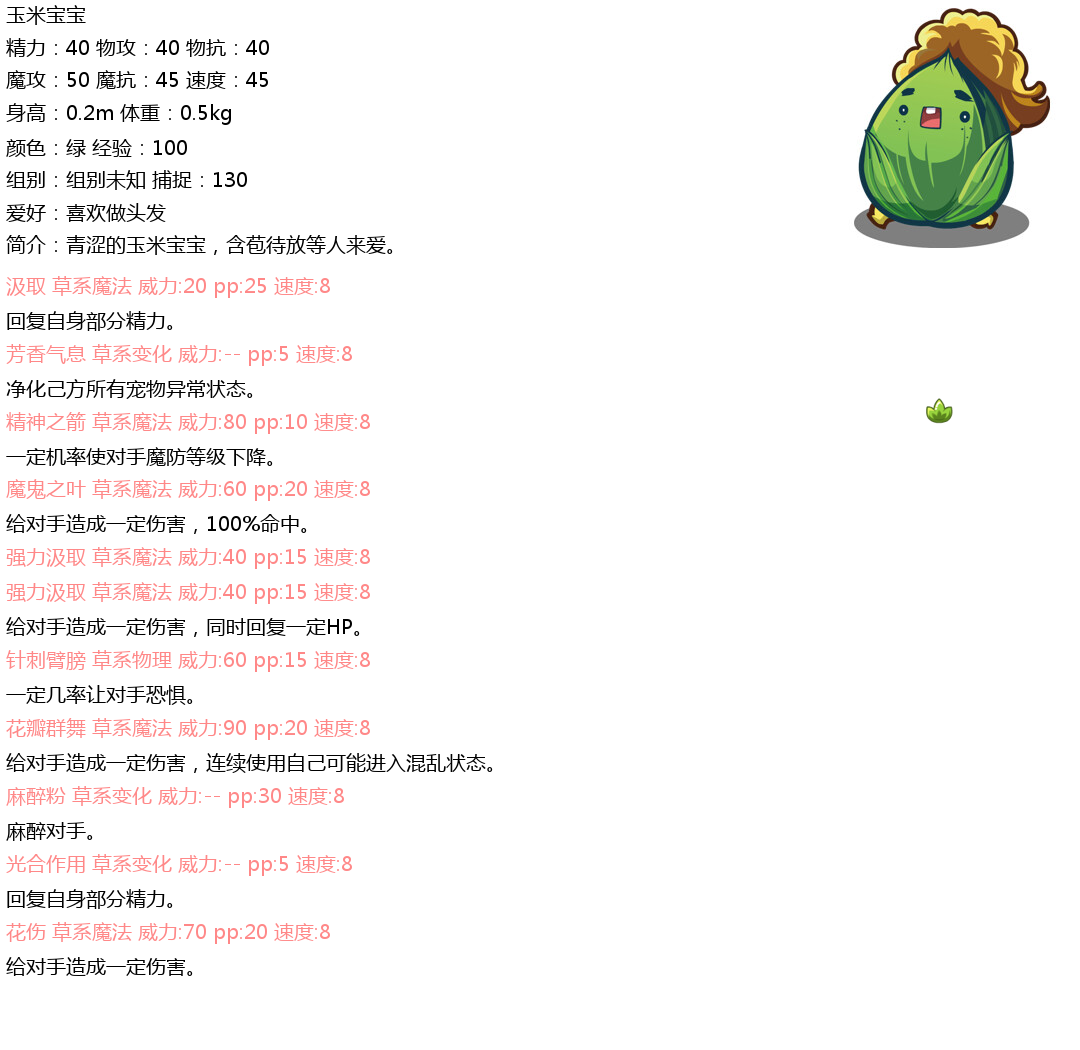 玉米宝宝
精力：40 物攻：40 物抗：40
魔攻：50 魔抗：45 速度：45
身高：0.2m 体重：0.5kg
颜色：绿 经验：100
组别：组别未知 捕捉：130
爱好：喜欢做头发
简介：青涩的玉米宝宝，含苞待放等人来爱。
汲取 草系魔法 威力:20 pp:25 速度:8
回复自身部分精力。
芳香气息 草系变化 威力:-- pp:5 速度:8
净化己方所有宠物异常状态。
精神之箭 草系魔法 威力:80 pp:10 速度:8
一定机率使对手魔防等级下降。
魔鬼之叶 草系魔法 威力:60 pp:20 速度:8
给对手造成一定伤害，100%命中。
强力汲取 草系魔法 威力:40 pp:15 速度:8
强力汲取 草系魔法 威力:40 pp:15 速度:8
给对手造成一定伤害，同时回复一定HP。
针刺臂膀 草系物理 威力:60 pp:15 速度:8
一定几率让对手恐惧。
花瓣群舞 草系魔法 威力:90 pp:20 速度:8
给对手造成一定伤害，连续使用自己可能进入混乱状态。
麻醉粉 草系变化 威力:-- pp:30 速度:8
麻醉对手。
光合作用 草系变化 威力:-- pp:5 速度:8
回复自身部分精力。
花伤 草系魔法 威力:70 pp:20 速度:8
给对手造成一定伤害。